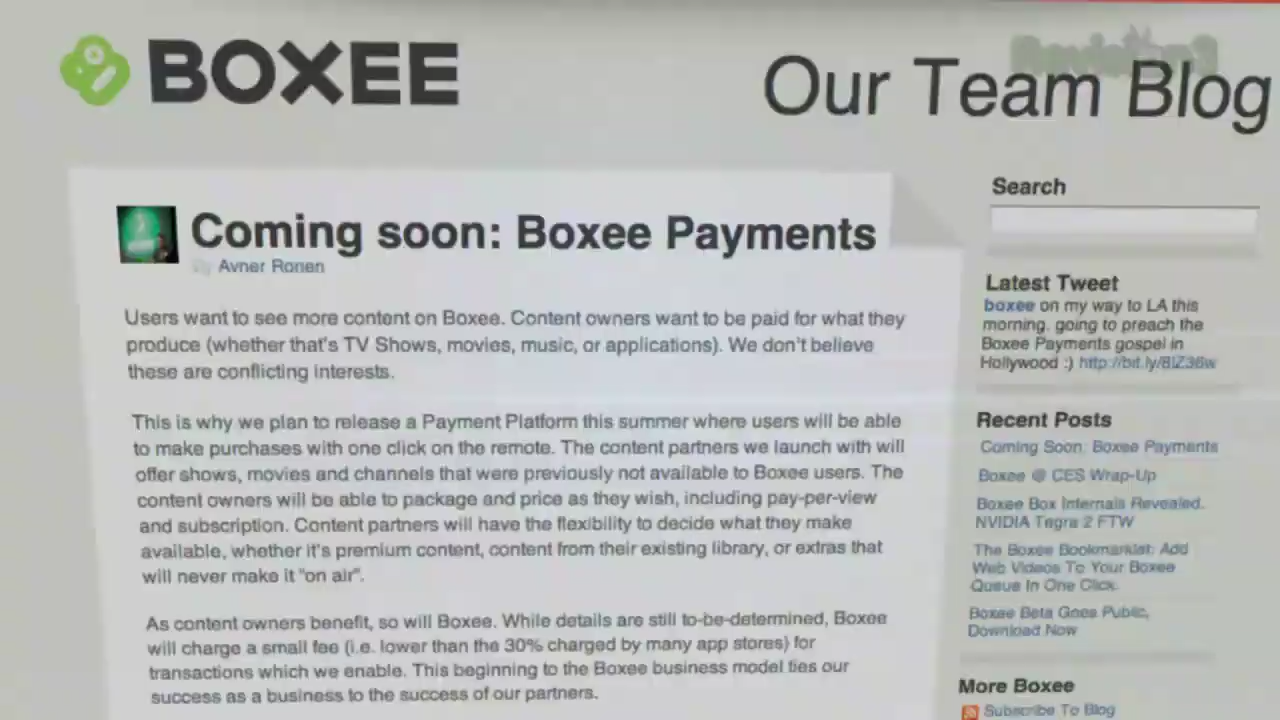 BOXEE
Our Team Blog
Revision3
Coming soon: Boxee Payments
By Avner Ronen
Users want to see more content on Boxee. Content owners want to be paid for what they
produce (whether that's TV Shows, movies, music, or applications). We don't believe
these are conflicting interests.
This is why we plan to release a Payment Platform this summer where users will be able
to make purchases with one click on the remote. The content partners we launch with will
offer shows, movies and channels that were previously not available to Boxee users. The
content owners will be able to package and price as they wish, including pay-per-view
and subscription. Content partners will have the flexibility to decide what they make
available, whether it's premium content, content from their existing library, or extras that
will never make it "on air".
As content owners benefit, so will Boxee. While details are still to-be-determined, Boxee
will charge a small fee (i.e. lower than the 30% charged by many app stores) for
transactions which we enable. This beginning to the Boxee business model ties our
success as a business to the success of our partners.
Search
Latest Tweet
boxee on my way to LA this
morning. going to preach the
Boxee Payments gospel in
Hollywood :) http://bit.ly/8IZ36w
Recent Posts
Coming Soon: Boxee Payments
Boxee @ CES Wrap-Up
Boxee Box Internals Revealed.
NVIDIA Tegra 2 FTW
The Boxee Bookmarklet: Add
Web Videos To Your Boxee
Queue In One Click.
Boxee Beta Goes Public,
Download Now
More Boxee
Subscribe To Blog